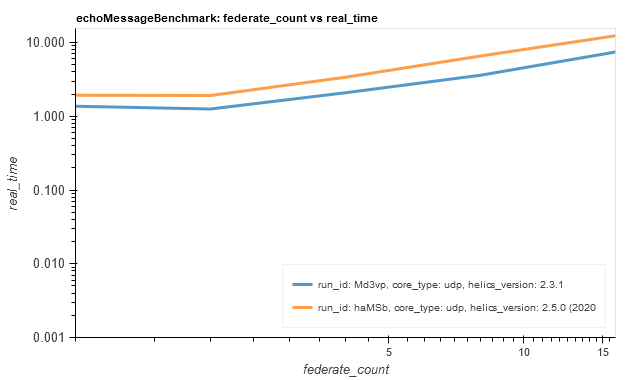 echoMessageBenchmark: federate_count vs real_time
10.000
1.000
0.100
0.010
0.001
real_time
run_id: Md3vp, core_type: udp, helics_version: 2.3.1
run_id: haMSb, core_type: udp, helics_version: 2.5.0 (2020
5
10
15
federate_count